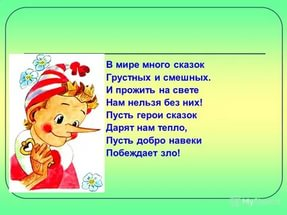 В мире много сказок
Грустных и смешных.
И прожить на свете
Нам нельзя без них!
Пусть герои сказок
Дарят нам тепло,
Пусть добро навеки
Побеждает зло!